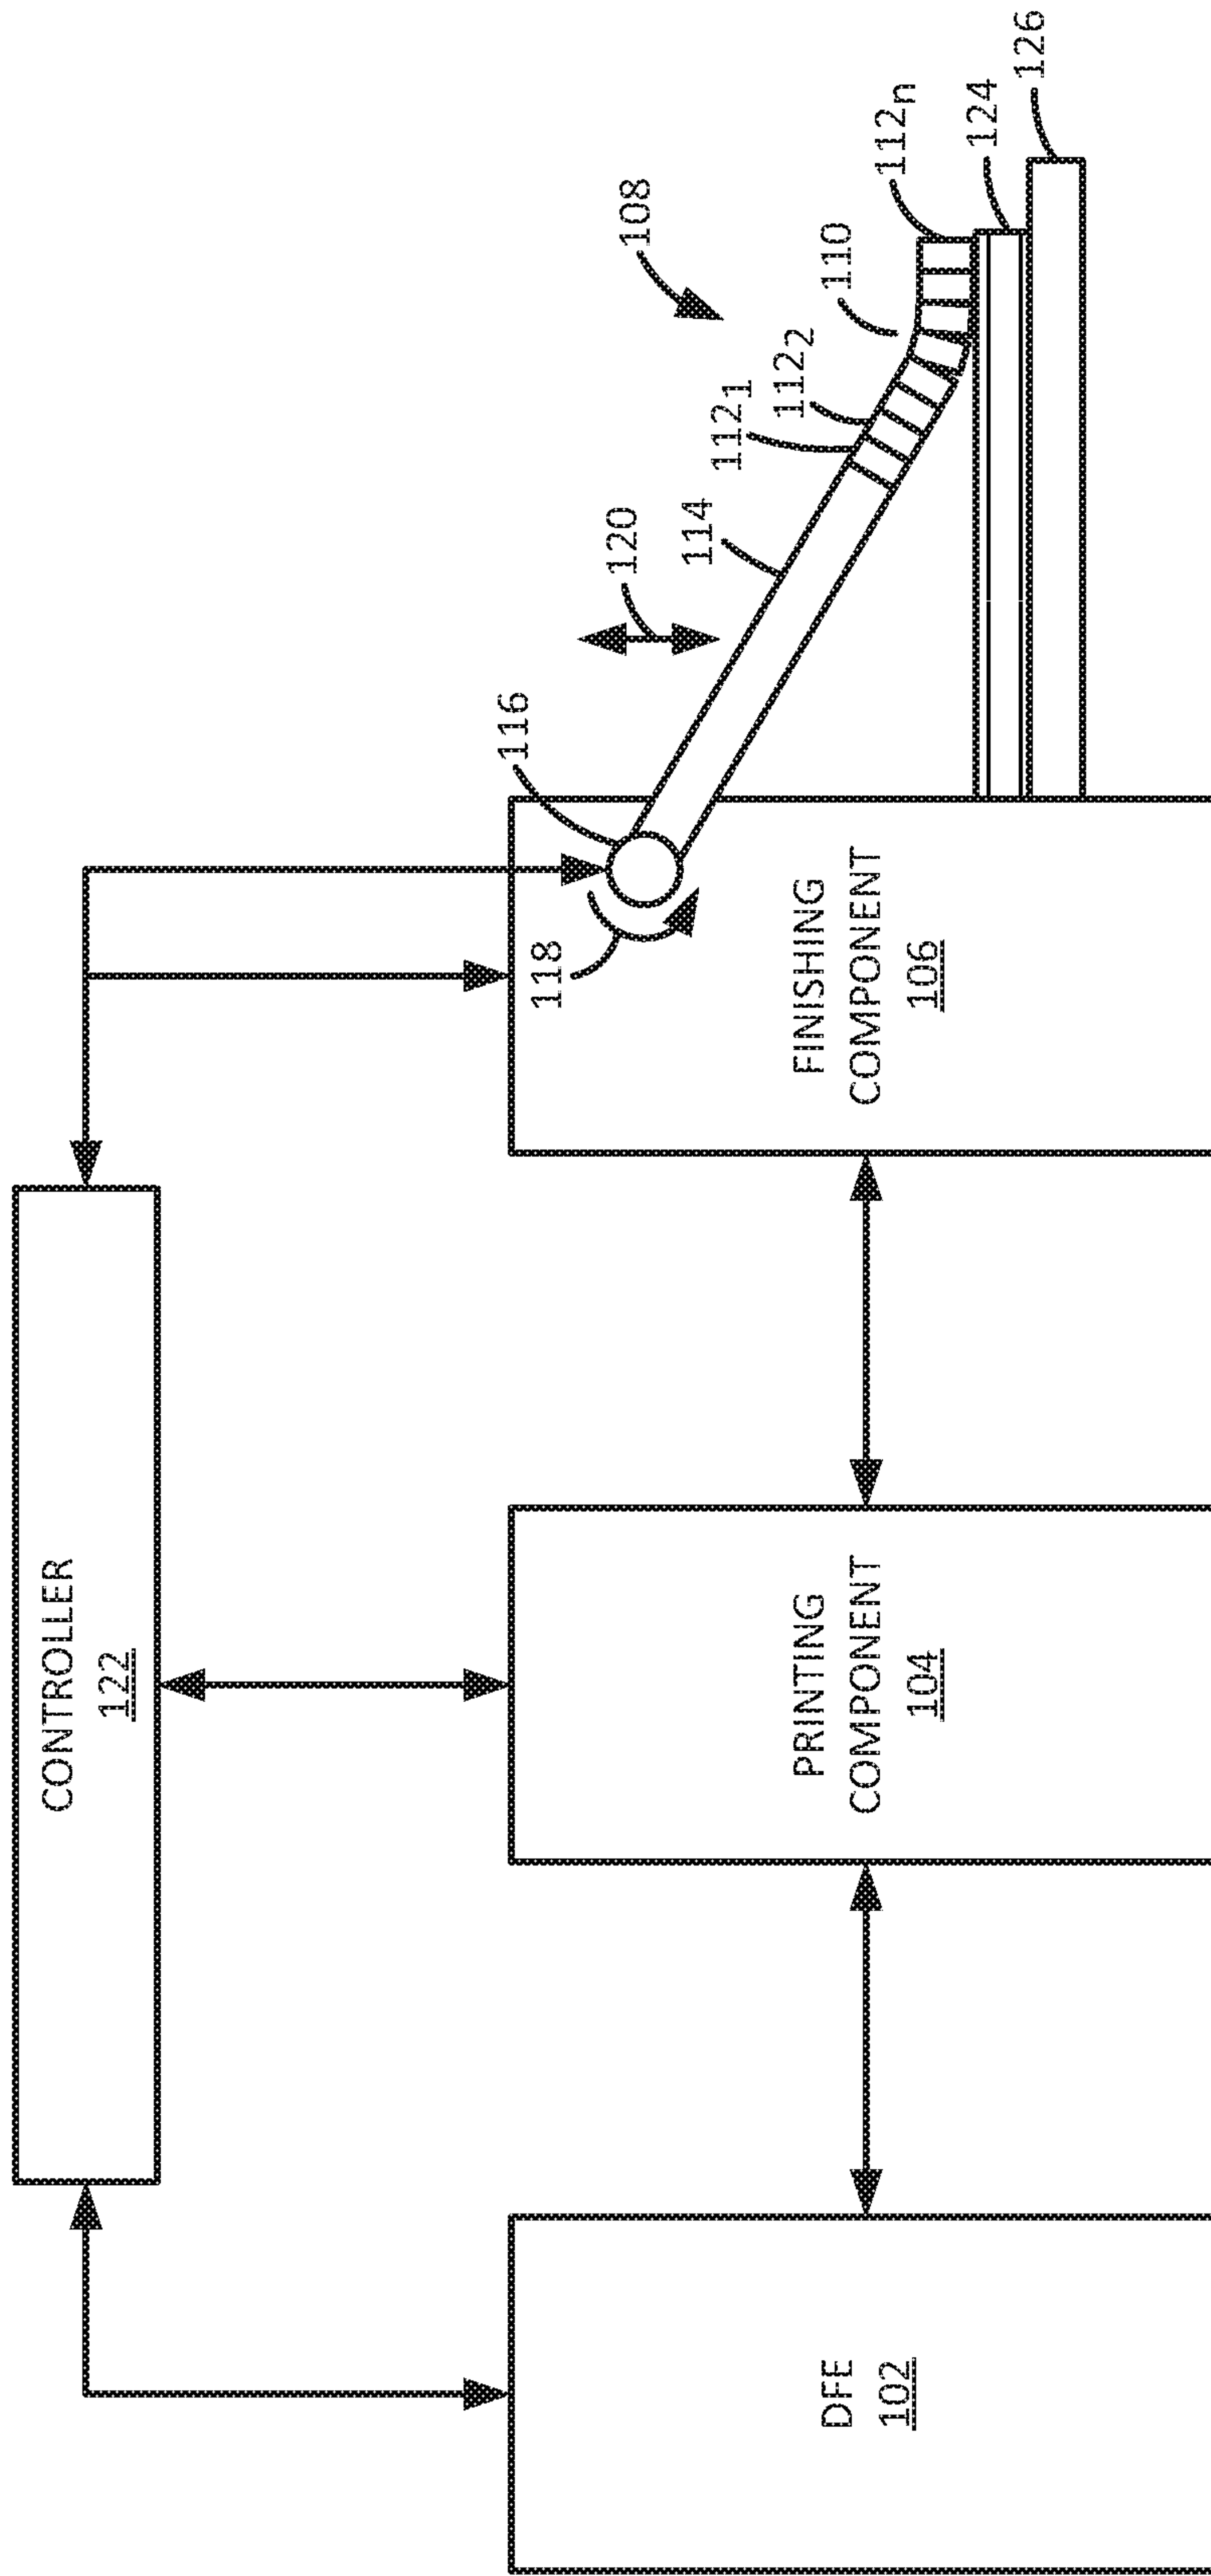 CONTROLLER
122
DFE
102
PRINTING
COMPONENT
104
FINISHING
COMPONENT
106
118
116
120
114
112₁
112₂
108
110
112ₙ
124
126